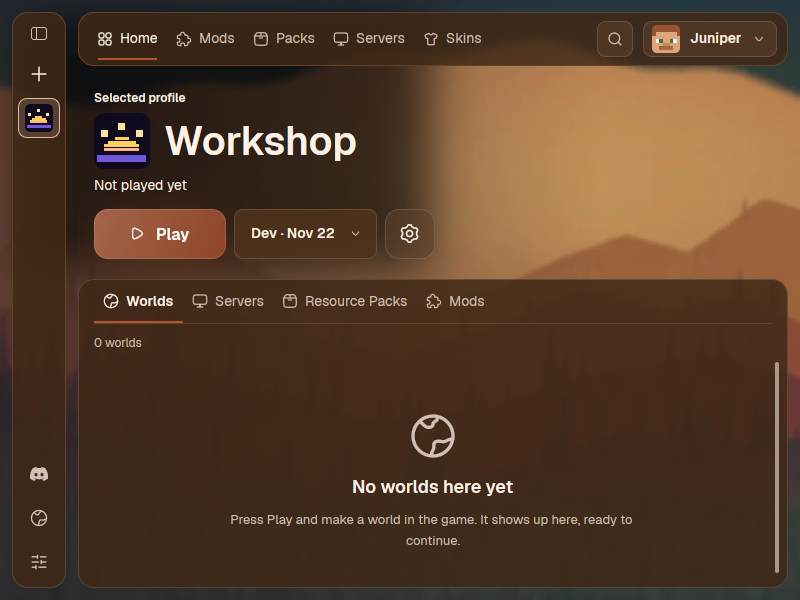 Home
Mods
Packs
Servers
Skins
Juniper
Selected profile
Workshop
Not played yet
Play
Dev · Nov 22
Worlds
Servers
Resource Packs
Mods
0 worlds
No worlds here yet
Press Play and make a world in the game. It shows up here, ready to
continue.